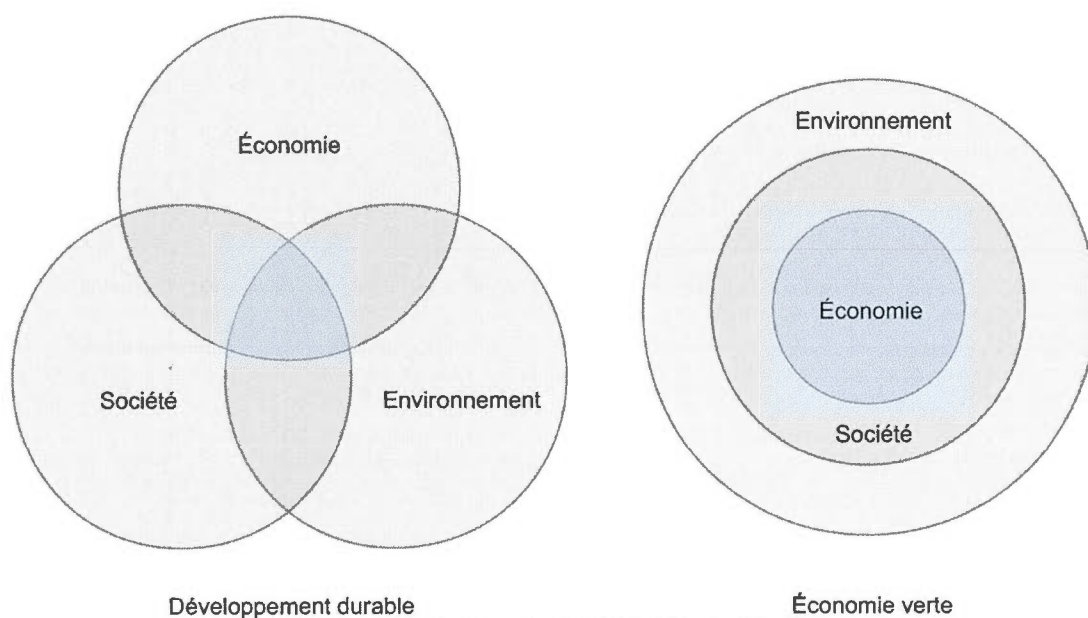 Économie
Société
Environnement
Développement durable
Environnement
Économie
Société
Économie verte